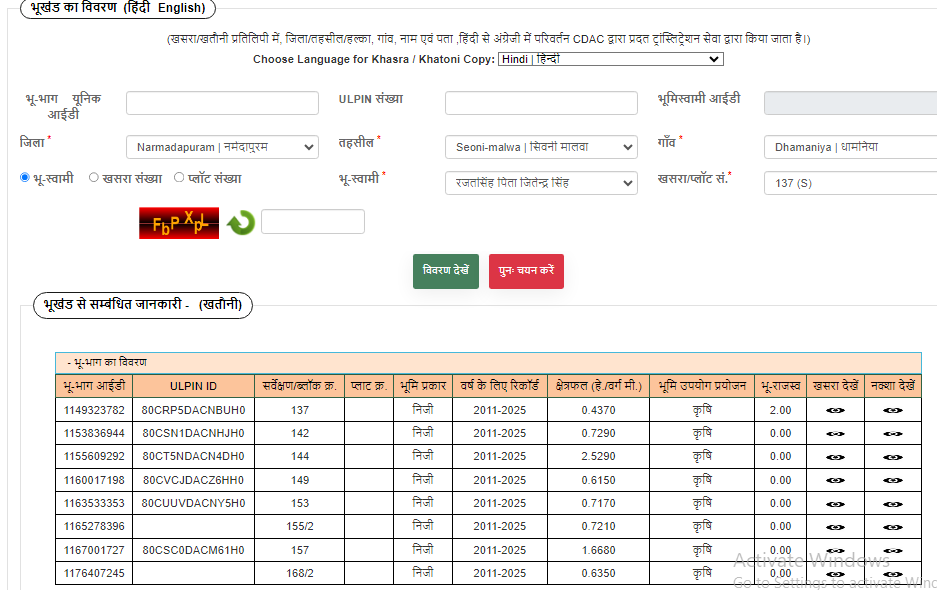 भूखंड का विवरण (हिंदी English)
(खसरा/खतौनी प्रतिलिपी में, जिला/तहसील/हल्का, गांव, नाम एवं पता ,हिंदी से अंग्रेजी में परिवर्तन CDAC द्वारा प्रदत ट्रांस्लिट्रेशन सेवा द्वारा किया जाता है।)
Choose Language for Khasra / Khatoni Copy: Hindi | हिन्दी
भू-भाग यूनिक आईडी ULPIN संख्या भूमिस्वामी आईडी
जिला * Narmadapuram | नर्मदापुरम तहसील * Seoni-malwa | सिवनी मालवा गाँव * Dhamaniya | धामनिया
भू-स्वामी खसरा संख्या प्लॉट संख्या भू-स्वामी * रजतसिंह पिता जितेन्द्र सिंह खसरा/प्लॉट सं.* 137 (S)
FbP XpL
विवरण देखें पुनः चयन करें
भूखंड से सम्बंधित जानकारी - (खतौनी)
- भू-भाग का विवरण
भू-भाग आईडी ULPIN ID सर्वेक्षण/ब्लॉक क्र. प्लाट क्र. भूमि प्रकार वर्ष के लिए रिकॉर्ड क्षेत्रफल (हे./वर्ग मी.) भूमि उपयोग प्रयोजन भू-राजस्व खसरा देखें नक्शा देखें
1149323782 80CRP5DACNBUH0 137 निजी 2011-2025 0.4370 कृषि 2.00
1153836944 80CSN1DACNHJH0 142 निजी 2011-2025 0.7290 कृषि 0.00
1155609292 80CT5NDACN4DH0 144 निजी 2011-2025 2.5290 कृषि 0.00
1160017198 80CVCJDACZ6HH0 149 निजी 2011-2025 0.6150 कृषि 0.00
1163533353 80CUUVDACNY5H0 153 निजी 2011-2025 0.7170 कृषि 0.00
1165278396 155/2 निजी 2011-2025 0.7210 कृषि 0.00
1167001727 80CSC0DACM61H0 157 निजी 2011-2025 1.6680 कृषि 0.00
1176407245 168/2 निजी 2011-2025 0.6350 कृषि 0.00
Activate Windows
Go to Settings to activate Winc